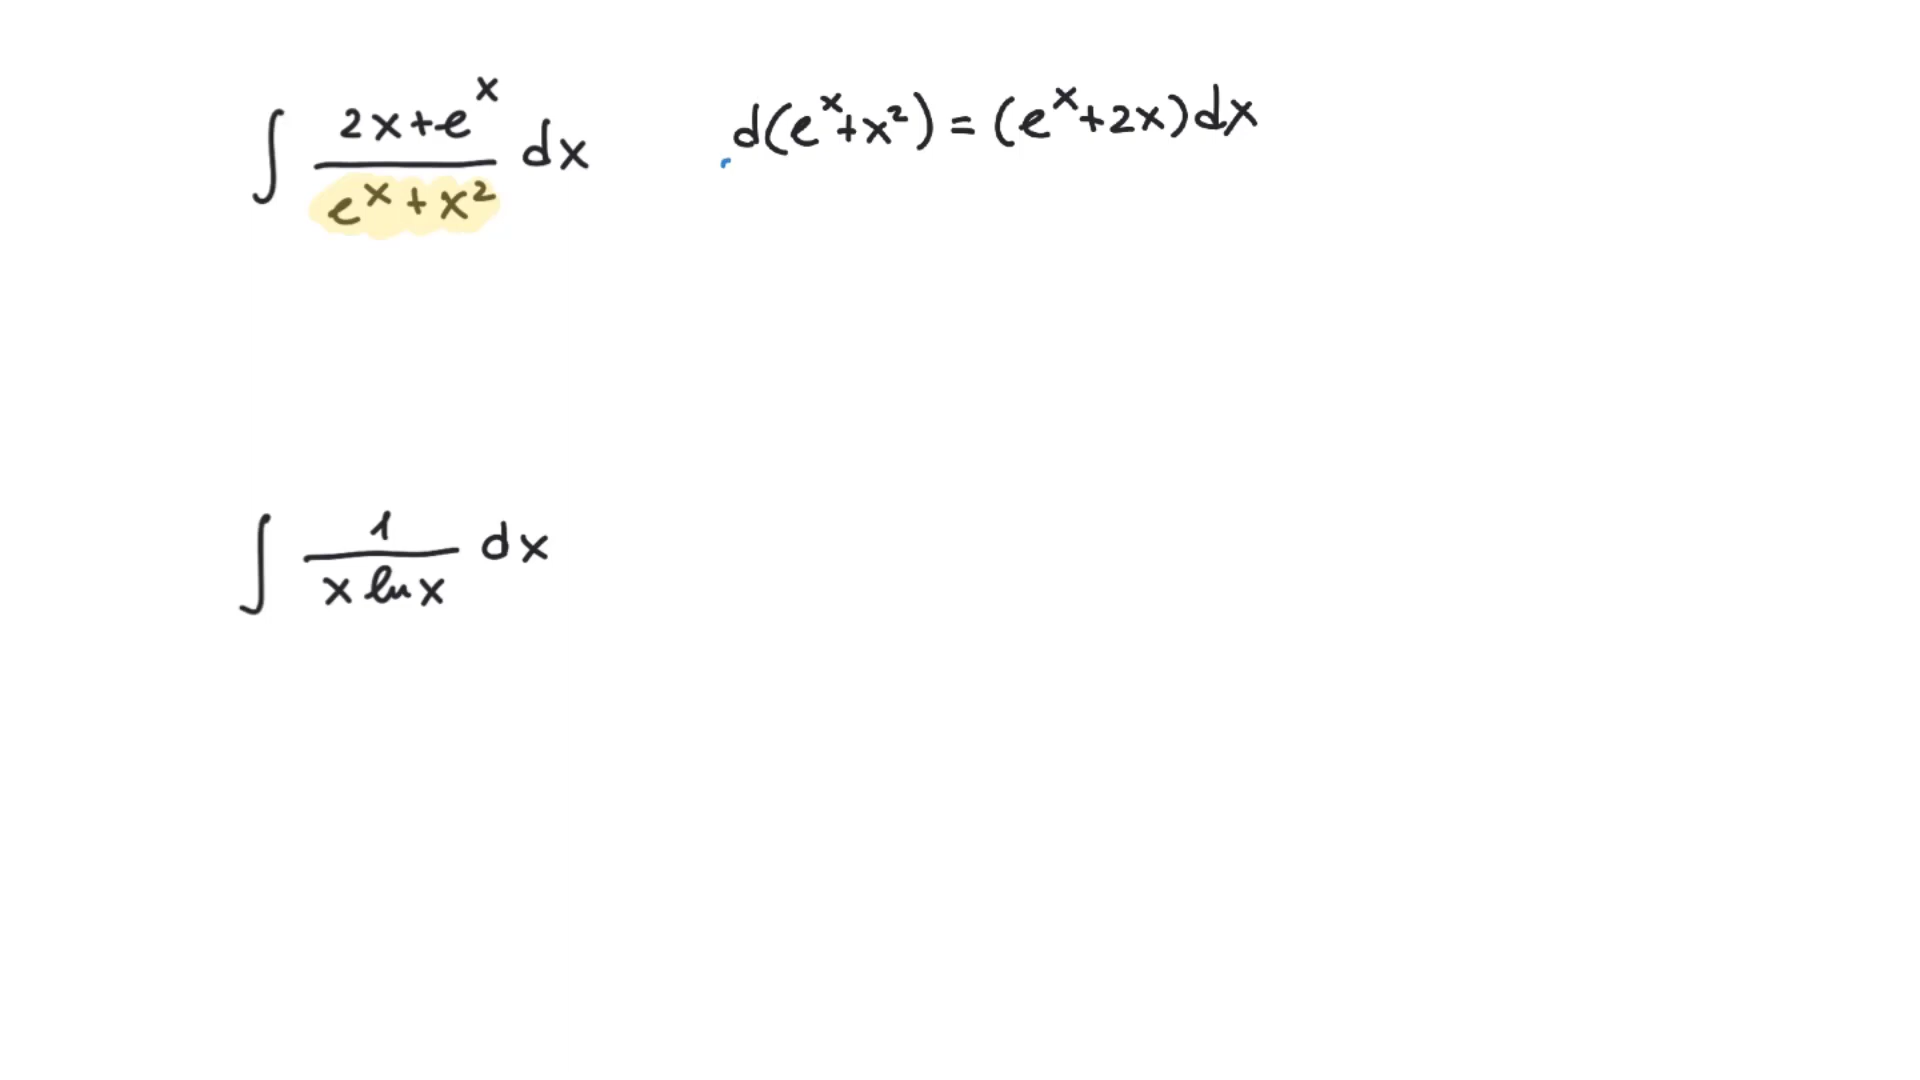 ∫ (2x+e^x)/(e^x+x²) dx    d(e^x+x²) = (e^x+2x)dx
∫ 1/(x ln x) dx